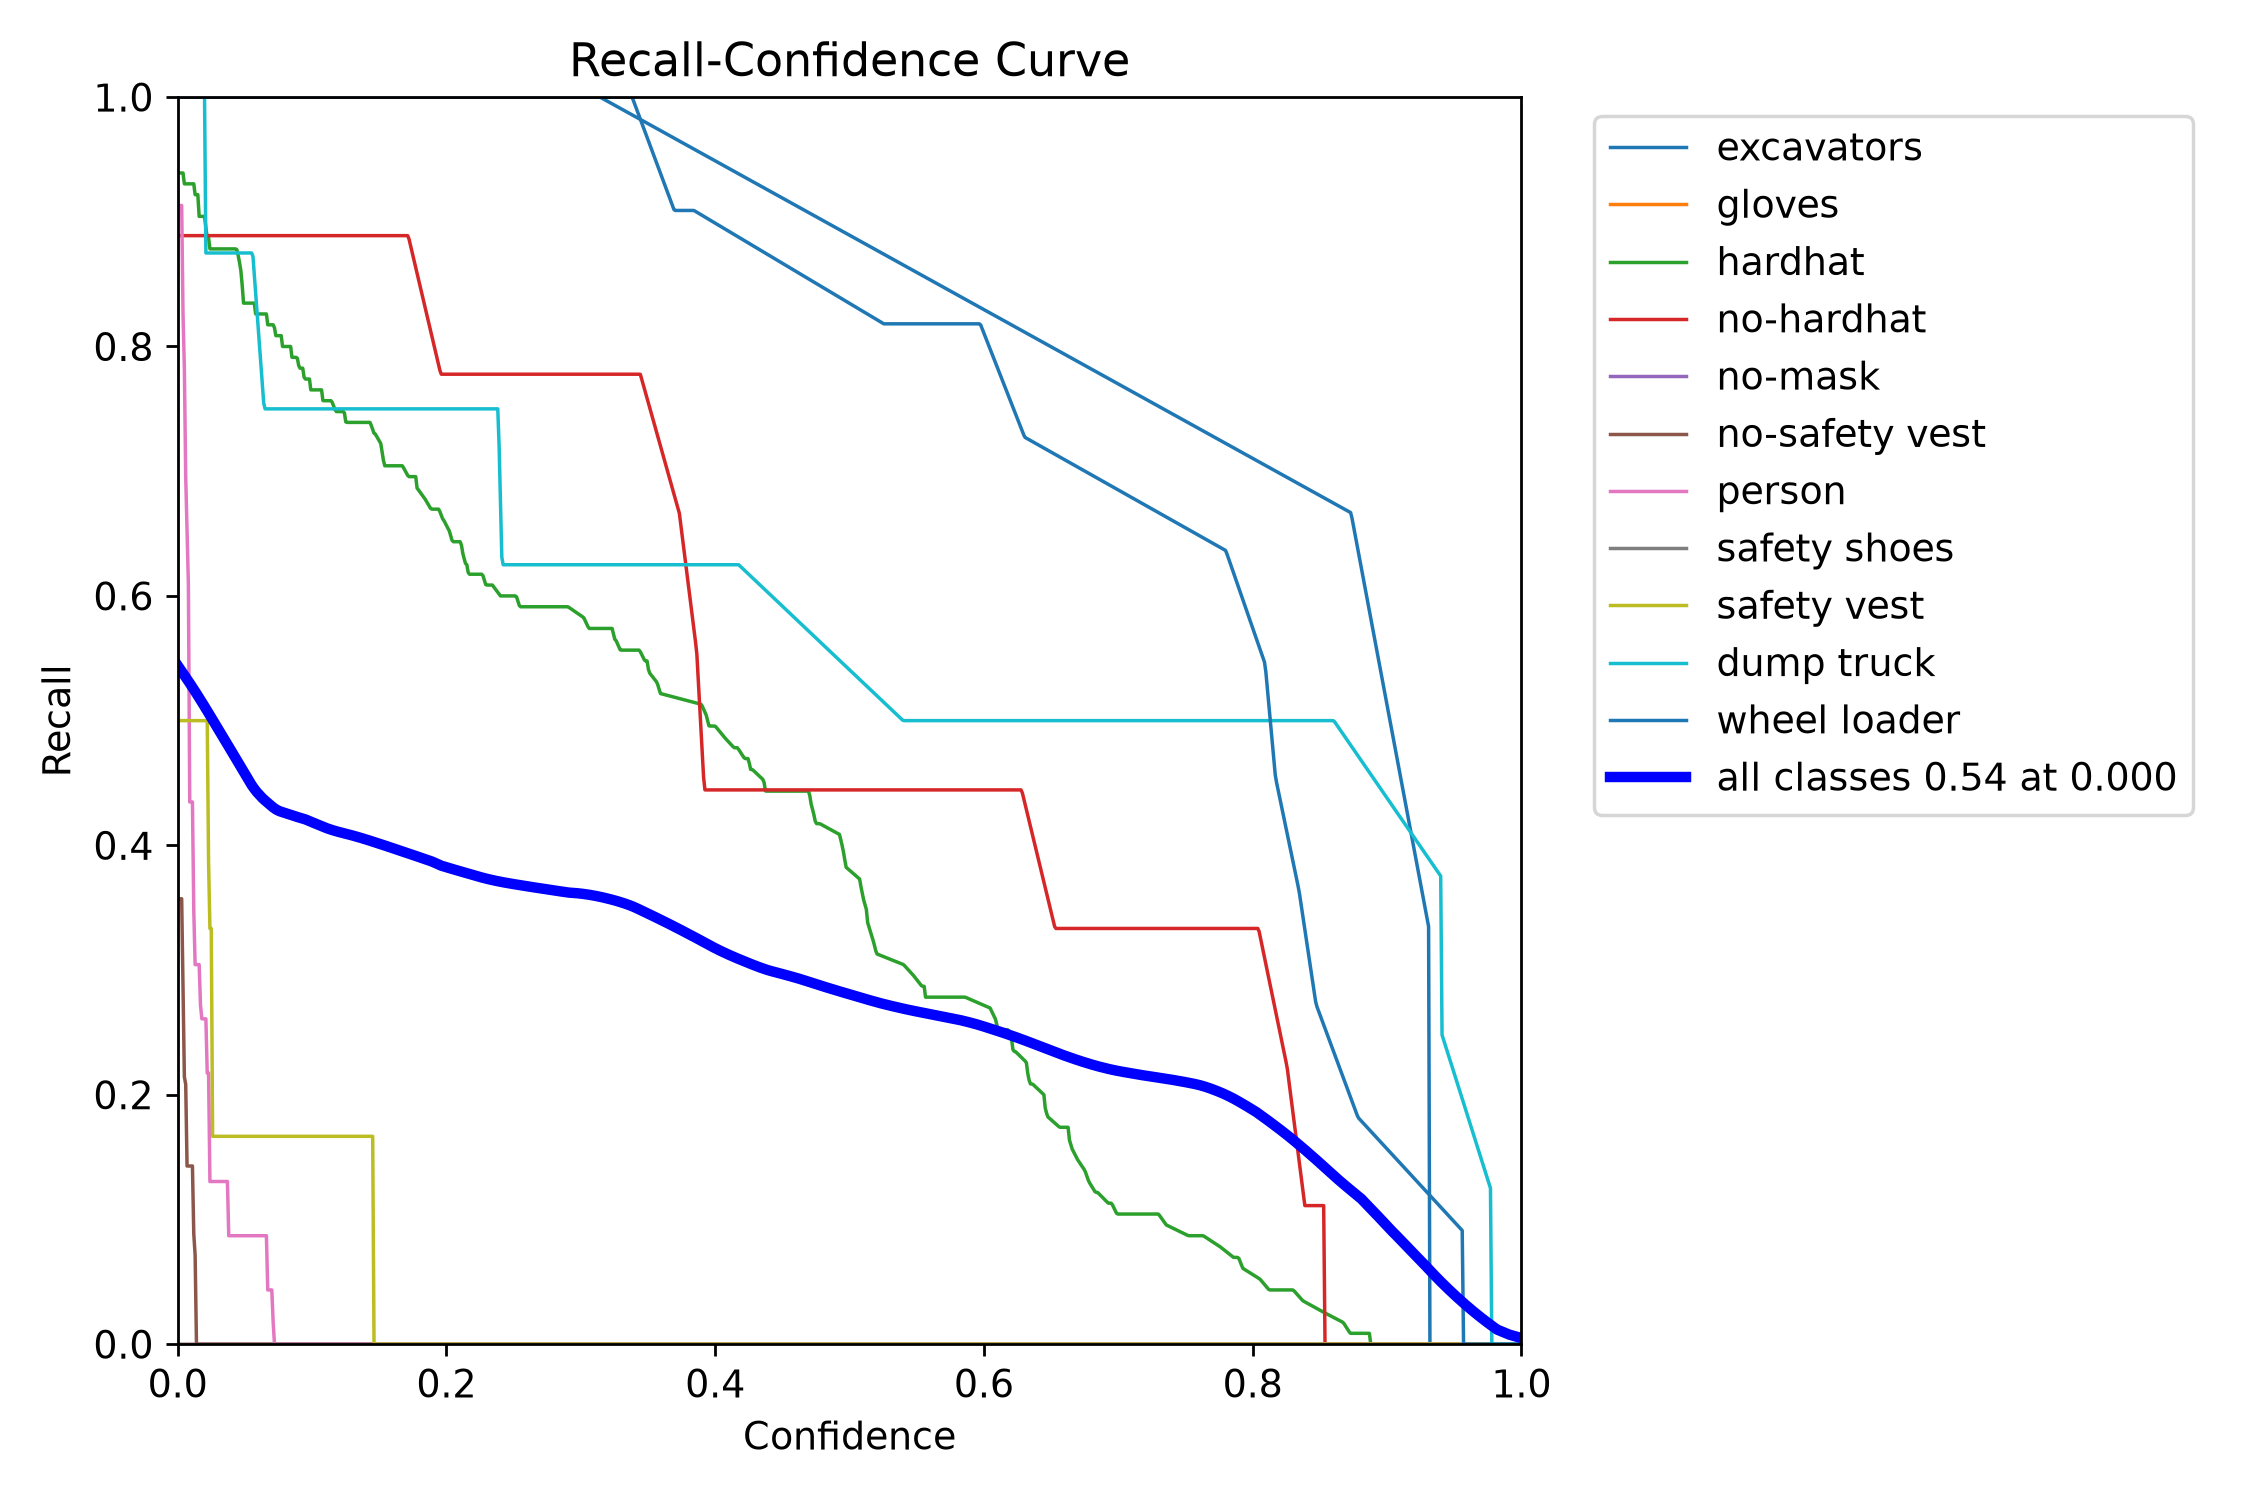 Recall-Confidence Curve
1.0
0.8
0.6
0.4
0.2
0.0
0.0 0.2 0.4 0.6 0.8 1.0
Recall
Confidence
excavators
gloves
hardhat
no-hardhat
no-mask
no-safety vest
person
safety shoes
safety vest
dump truck
wheel loader
all classes 0.54 at 0.000